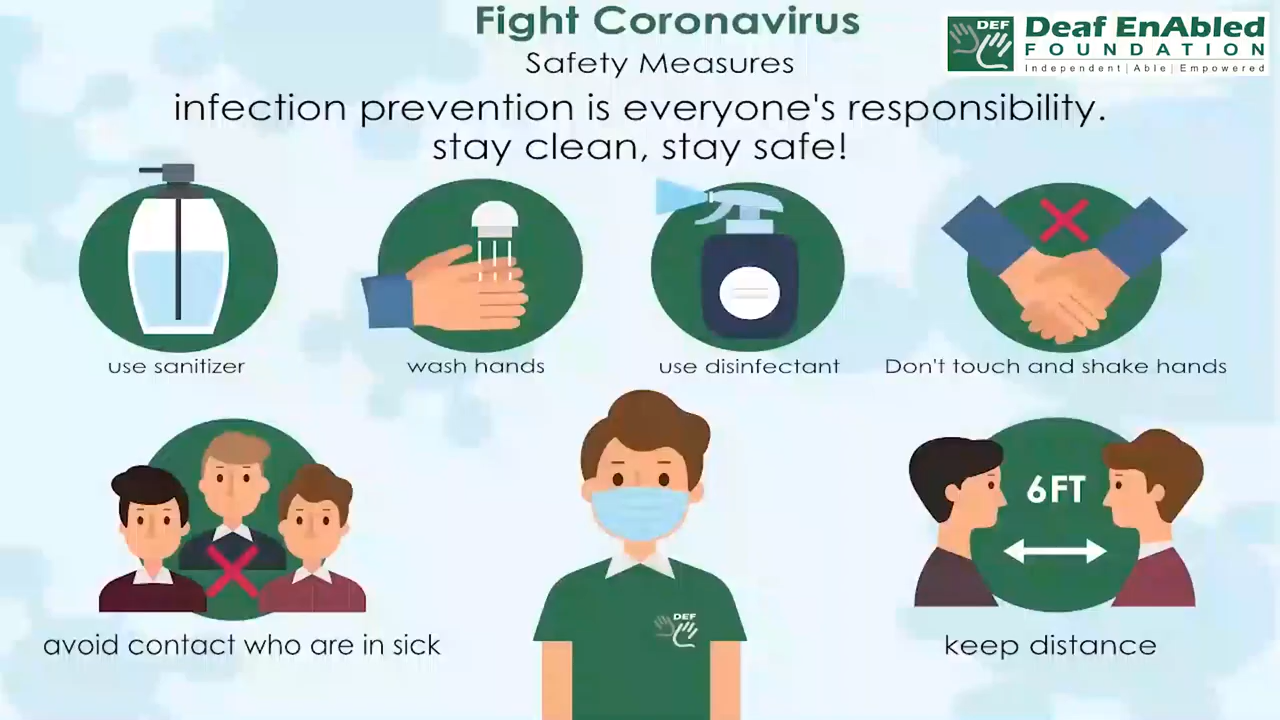 Fight Coronavirus
Safety Measures
DEF
Deaf EnAbled
FOUNDATION
Independent | Able | Empowered
infection prevention is everyone's responsibility.
stay clean, stay safe!
use sanitizer
wash hands
use disinfectant
Don't touch and shake hands
6FT
DEF
avoid contact who are in sick
keep distance